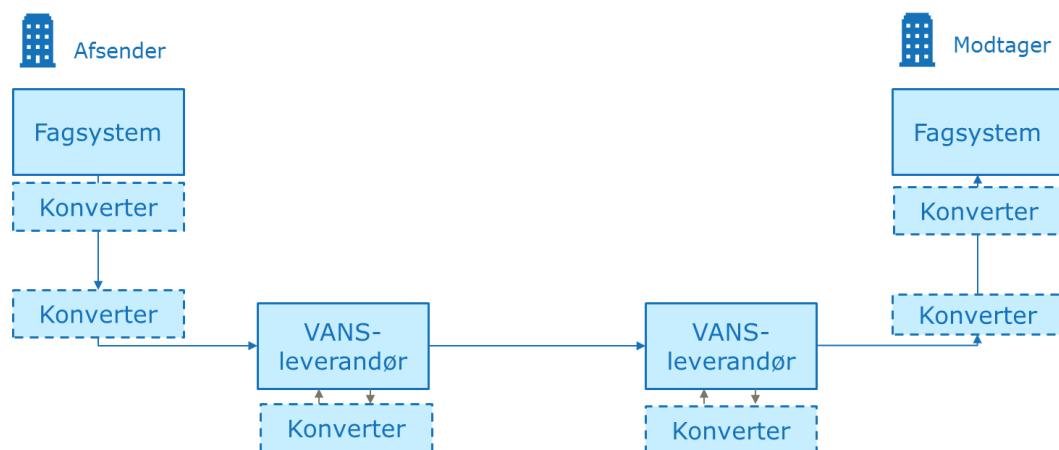 Afsender
Modtager
Fagsystem
Fagsystem
Konverter
Konverter
Konverter
Konverter
VANS-
leverandør
VANS-
leverandør
Konverter
Konverter